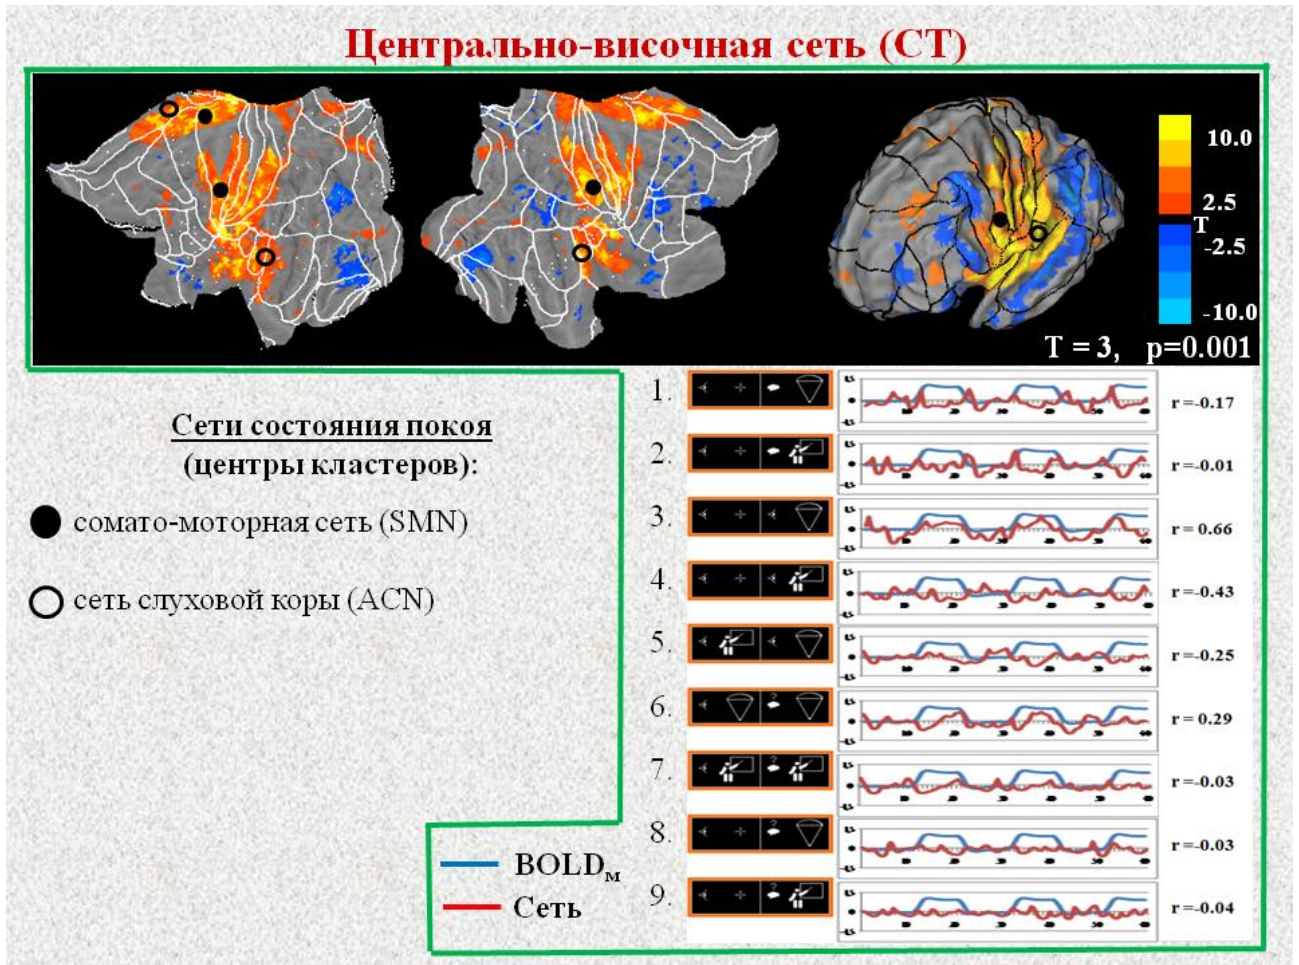 Центрально-височная сеть (СТ)
10.0
2.5
T
-2.5
-10.0
T = 3, p=0.001
Сети состояния покоя
(центры кластеров):
сомато-моторная сеть (SMN)
сеть слуховой коры (ACN)
1. r =-0.17
2. r =-0.01
3. r = 0.66
4. r =-0.43
5. r =-0.25
6. r = 0.29
7. r =-0.03
8. r =-0.03
9. r =-0.04
BOLDм
Сеть